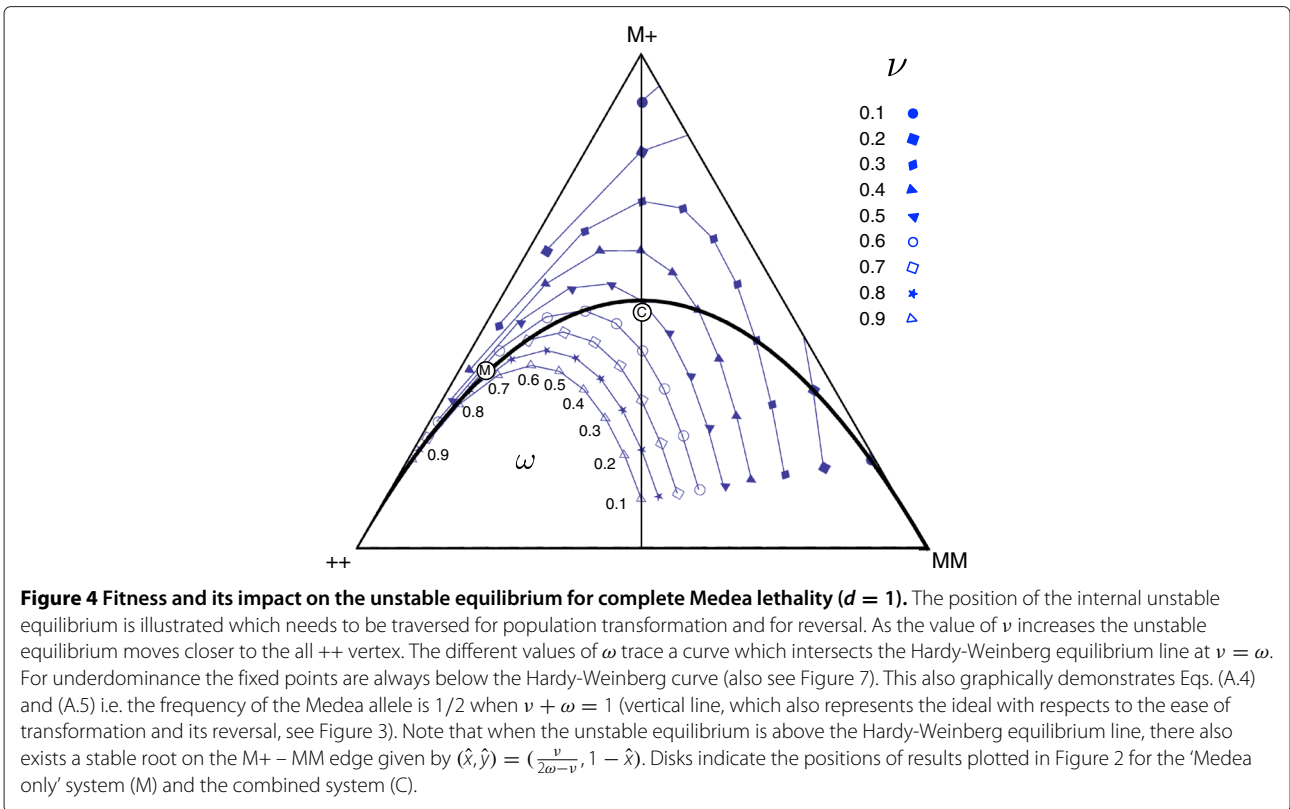 M+
ν
0.1
0.2
0.3
0.4
0.5
0.6
0.7
0.8
0.9
C
M
0.9
0.8
0.7
0.6
0.5
0.4
0.3
0.2
0.1
ω
++
MM
Figure 4 Fitness and its impact on the unstable equilibrium for complete Medea lethality (d = 1). The position of the internal unstable
equilibrium is illustrated which needs to be traversed for population transformation and for reversal. As the value of ν increases the unstable
equilibrium moves closer to the all ++ vertex. The different values of ω trace a curve which intersects the Hardy-Weinberg equilibrium line at ν = ω.
For underdominance the fixed points are always below the Hardy-Weinberg curve (also see Figure 7). This also graphically demonstrates Eqs. (A.4)
and (A.5) i.e. the frequency of the Medea allele is 1/2 when ν + ω = 1 (vertical line, which also represents the ideal with respects to the ease of
transformation and its reversal, see Figure 3). Note that when the unstable equilibrium is above the Hardy-Weinberg equilibrium line, there also
exists a stable root on the M+ – MM edge given by (x̂, ŷ) = (ν/(2ω−ν), 1 − x̂). Disks indicate the positions of results plotted in Figure 2 for the ‘Medea
only’ system (M) and the combined system (C).